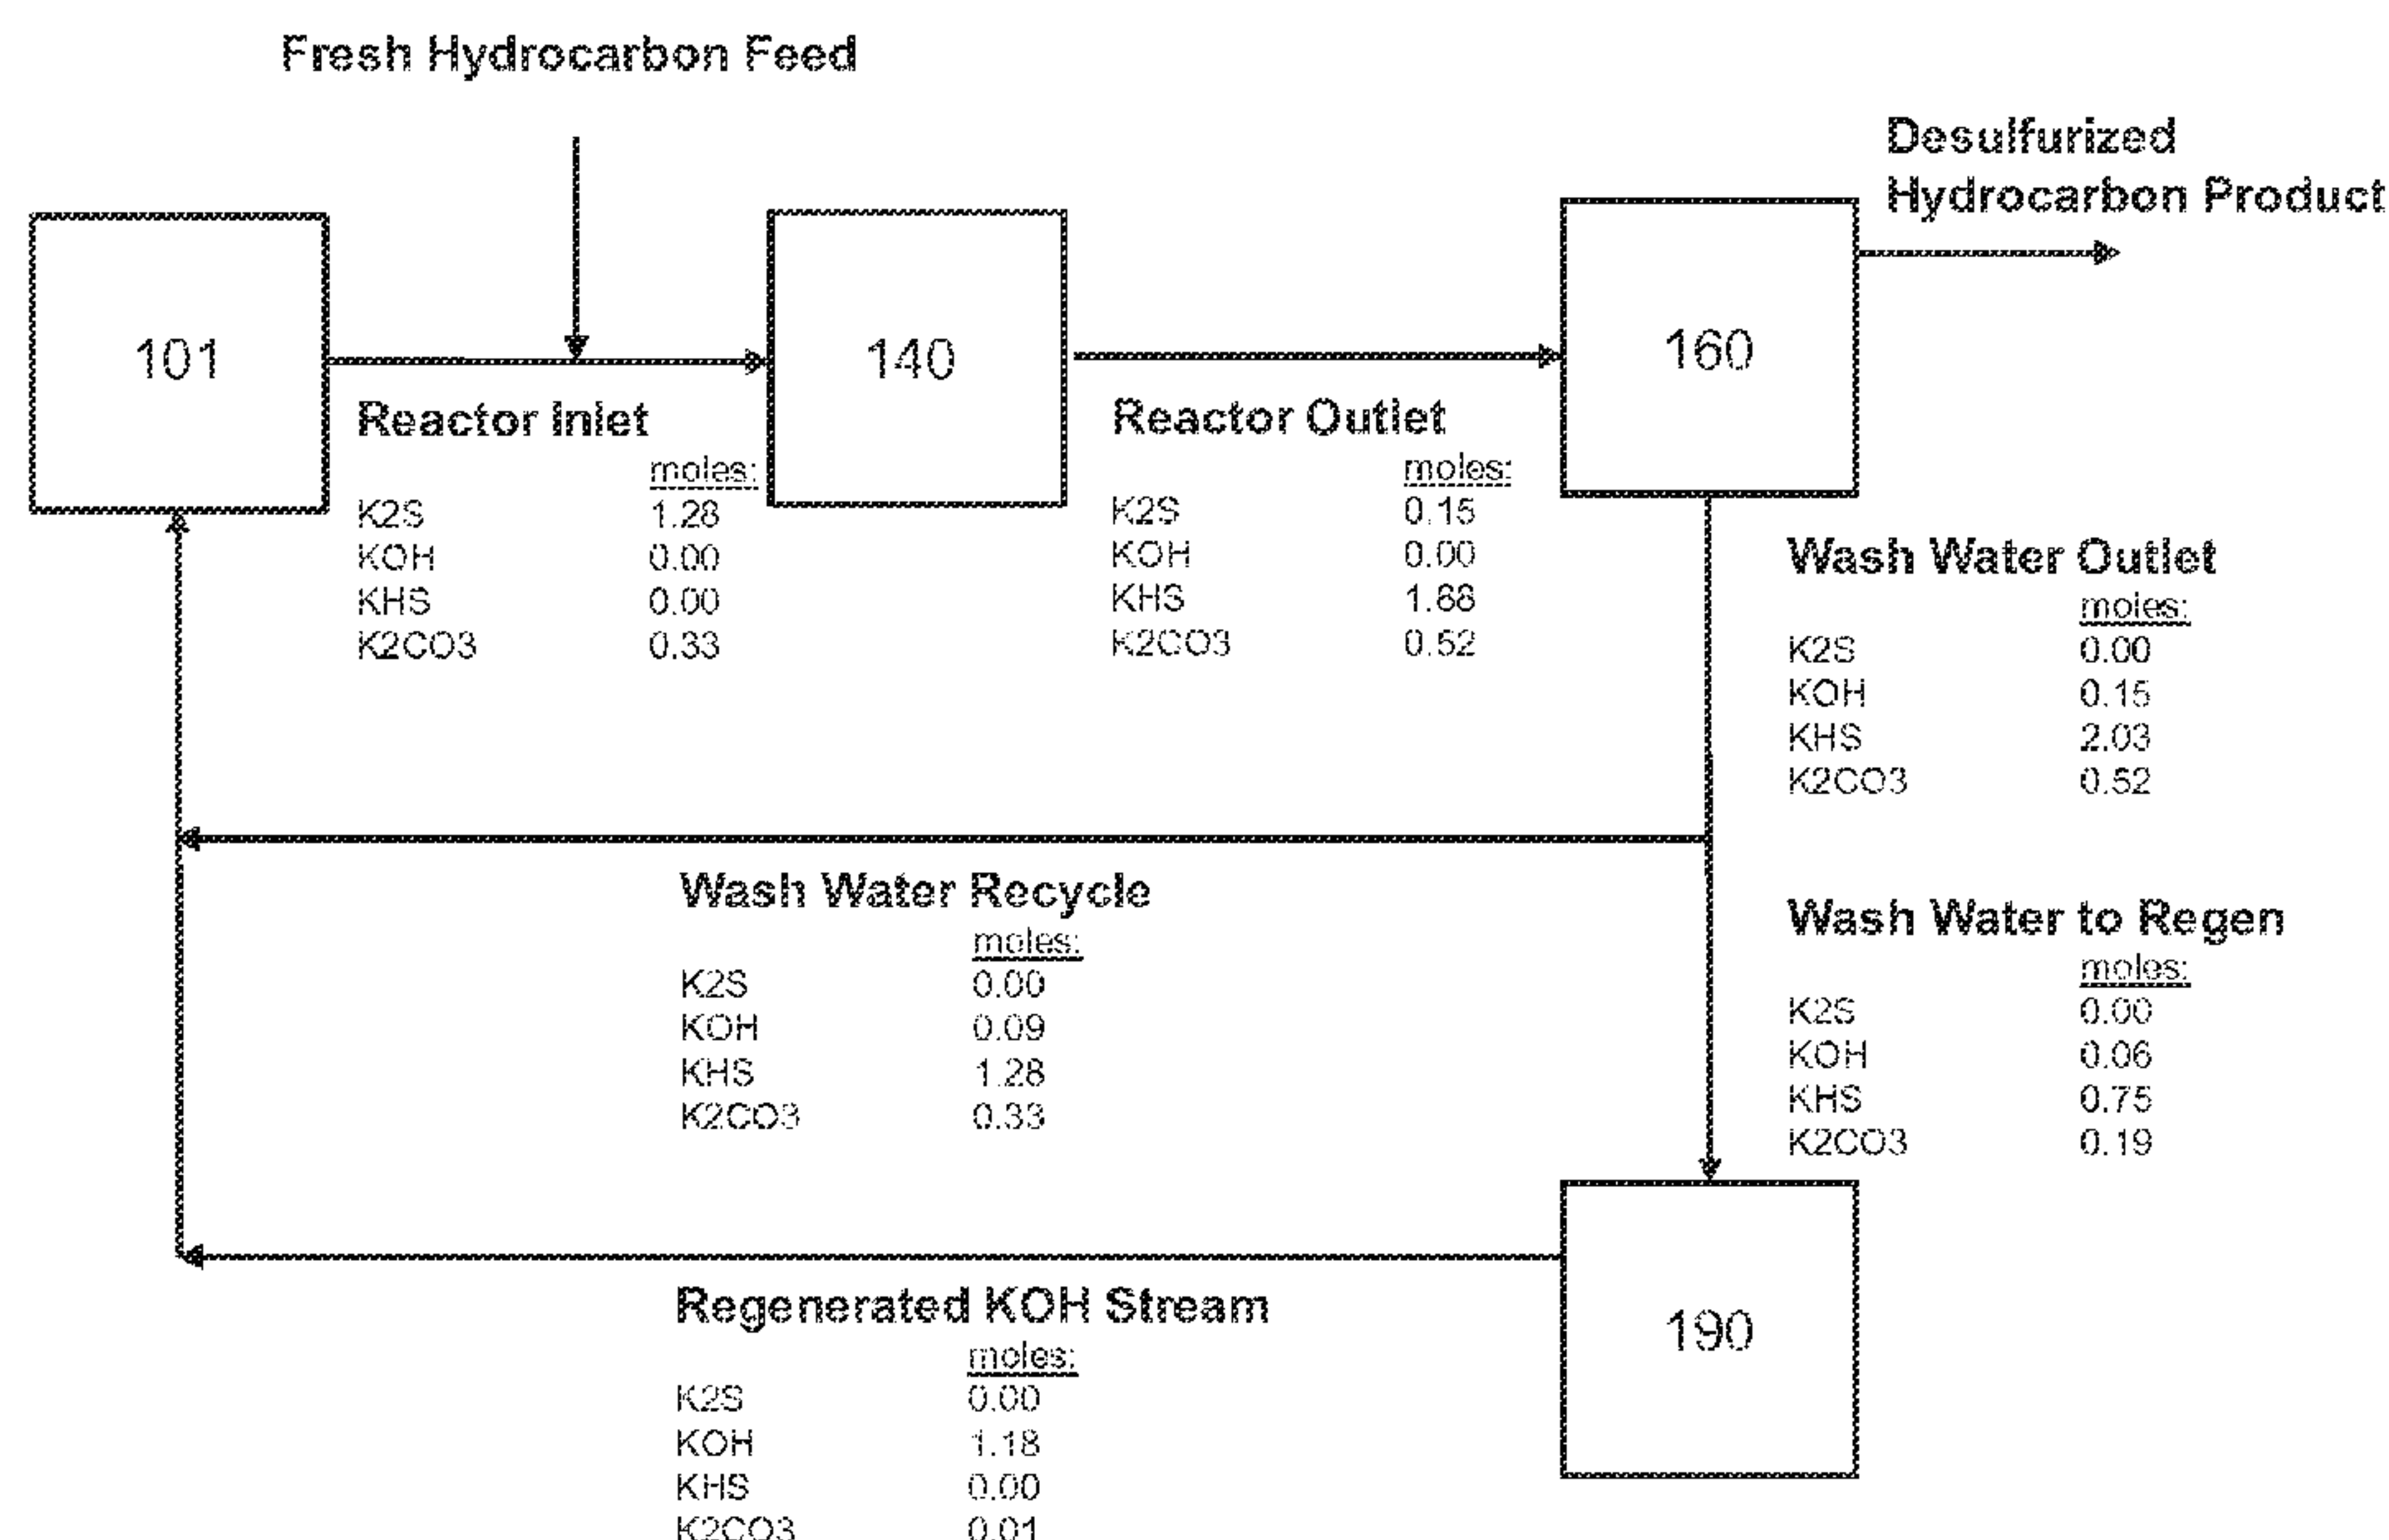 Fresh Hydrocarbon Feed
Desulfurized
Hydrocarbon Product
101
140
160
Reactor Inlet
moles:
K2S 1.28
KOH 0.00
KHS 0.00
K2CO3 0.33
Reactor Outlet
moles:
K2S 0.15
KOH 0.00
KHS 1.88
K2CO3 0.52
Wash Water Outlet
moles:
K2S 0.00
KOH 0.15
KHS 2.03
K2CO3 0.52
Wash Water Recycle
moles:
K2S 0.00
KOH 0.09
KHS 1.28
K2CO3 0.33
Wash Water to Regen
moles:
K2S 0.00
KOH 0.06
KHS 0.75
K2CO3 0.19
190
Regenerated KOH Stream
moles:
K2S 0.00
KOH 1.18
KHS 0.00
K2CO3 0.01